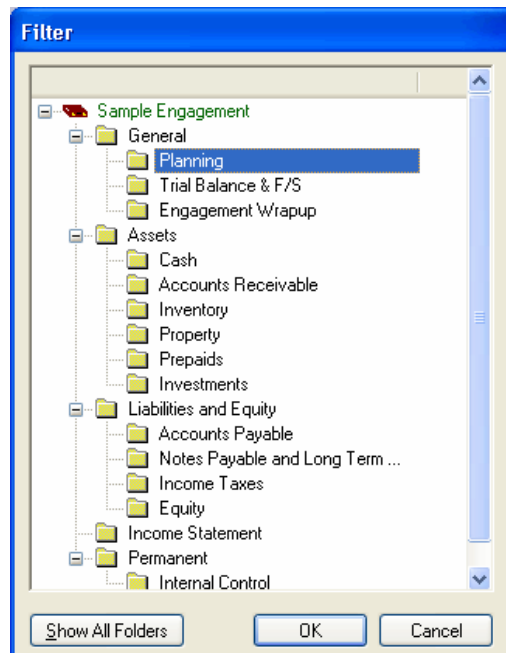 Filter
Sample Engagement
General
Planning
Trial Balance & F/S
Engagement Wrapup
Assets
Cash
Accounts Receivable
Inventory
Property
Prepaids
Investments
Liabilities and Equity
Accounts Payable
Notes Payable and Long Term ...
Income Taxes
Equity
Income Statement
Permanent
Internal Control
Show All Folders OK Cancel